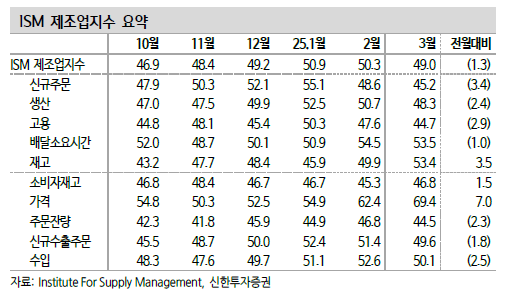 ISM 제조업지수 요약
10월 11월 12월 25.1월 2월 3월 전월대비
ISM 제조업지수 46.9 48.4 49.2 50.9 50.3 49.0 (1.3)
신규주문 47.9 50.3 52.1 55.1 48.6 45.2 (3.4)
생산 47.0 47.5 49.9 52.5 50.7 48.3 (2.4)
고용 44.8 48.1 45.4 50.3 47.6 44.7 (2.9)
배달소요시간 52.0 48.7 50.1 50.9 54.5 53.5 (1.0)
재고 43.2 47.7 48.4 45.9 49.9 53.4 3.5
소비자재고 46.8 48.4 46.7 46.7 45.3 46.8 1.5
가격 54.8 50.3 52.5 54.9 62.4 69.4 7.0
주문잔량 42.3 41.8 45.9 44.9 46.8 44.5 (2.3)
신규수출주문 45.5 48.7 50.0 52.4 51.4 49.6 (1.8)
수입 48.3 47.6 49.7 51.1 52.6 50.1 (2.5)
자료: Institute For Supply Management, 신한투자증권